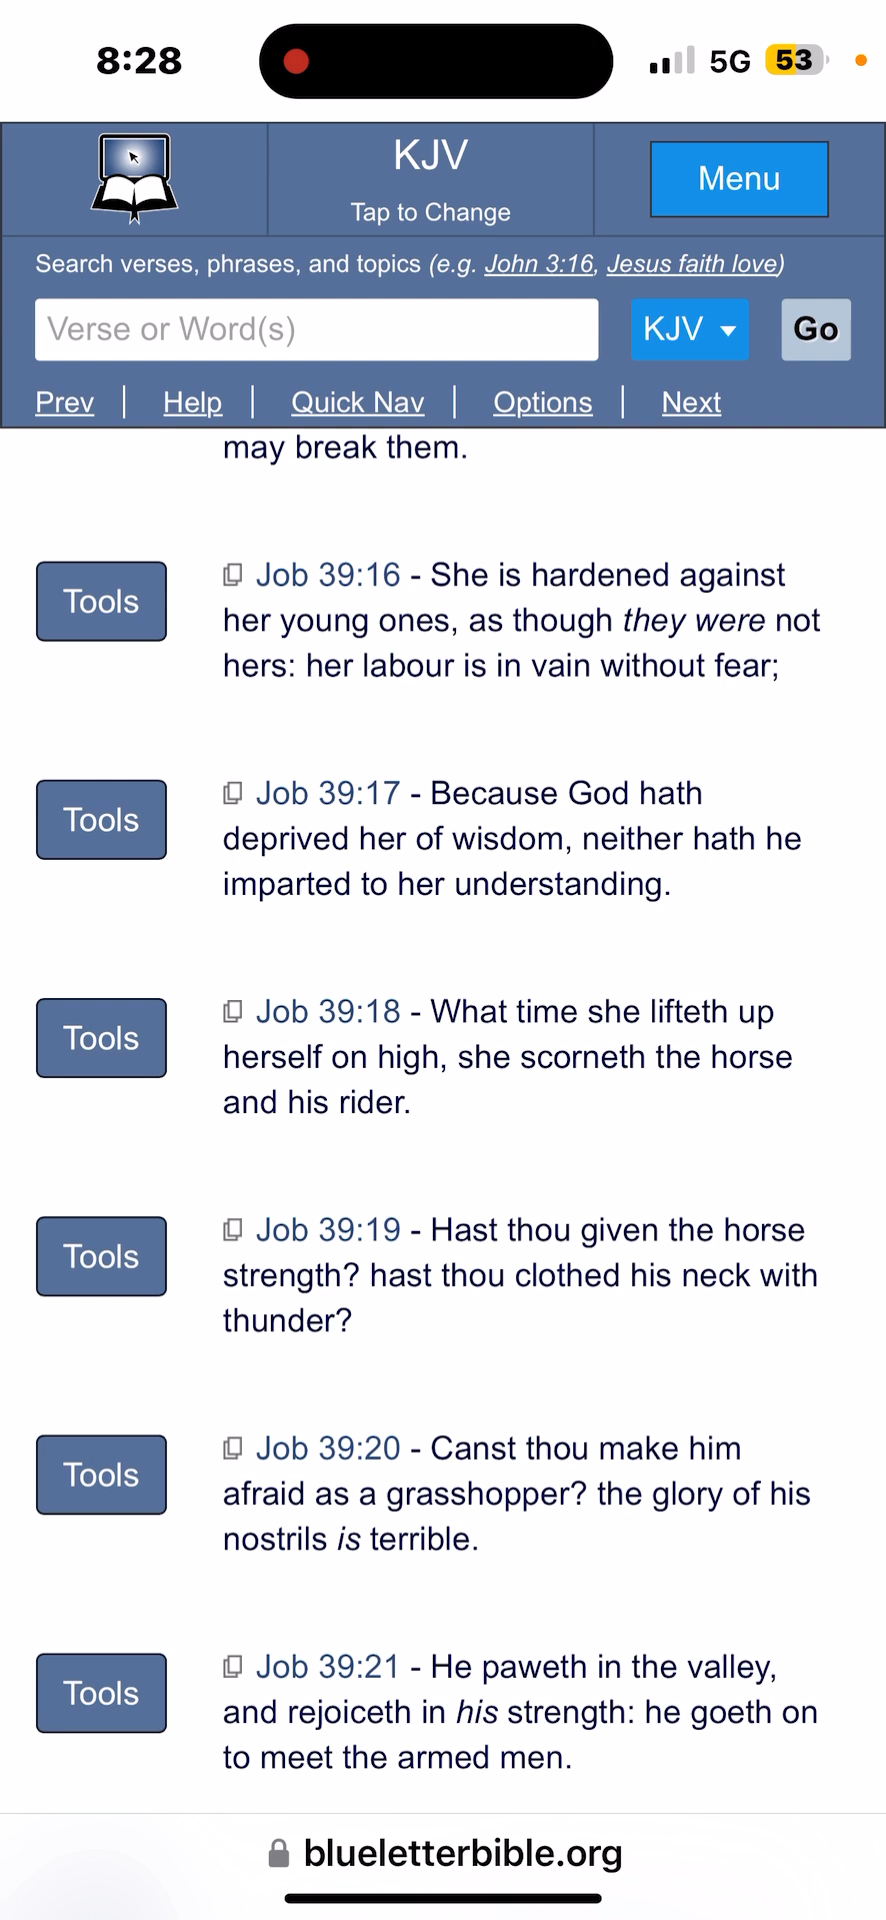 8:28
5G
53
KJV
Tap to Change
Menu
Search verses, phrases, and topics (e.g. John 3:16, Jesus faith love)
Verse or Word(s)
KJV
Go
Prev | Help | Quick Nav | Options | Next
may break them.
Tools
Job 39:16 - She is hardened against
her young ones, as though they were not
hers: her labour is in vain without fear;
Tools
Job 39:17 - Because God hath
deprived her of wisdom, neither hath he
imparted to her understanding.
Tools
Job 39:18 - What time she lifteth up
herself on high, she scorneth the horse
and his rider.
Tools
Job 39:19 - Hast thou given the horse
strength? hast thou clothed his neck with
thunder?
Tools
Job 39:20 - Canst thou make him
afraid as a grasshopper? the glory of his
nostrils is terrible.
Tools
Job 39:21 - He paweth in the valley,
and rejoiceth in his strength: he goeth on
to meet the armed men.
blueletterbible.org